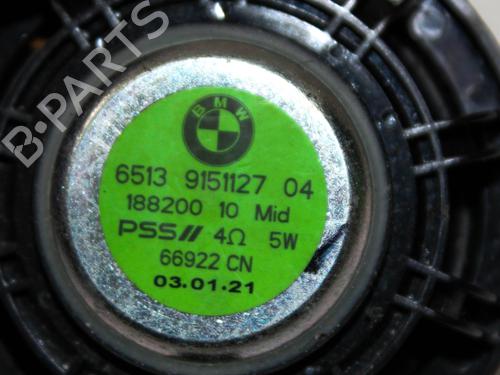 B-PARTS
BMW
6513 9151127 04
188200 10 Mid
PSS// 4Ω 5W
66922 CN
03.01.21